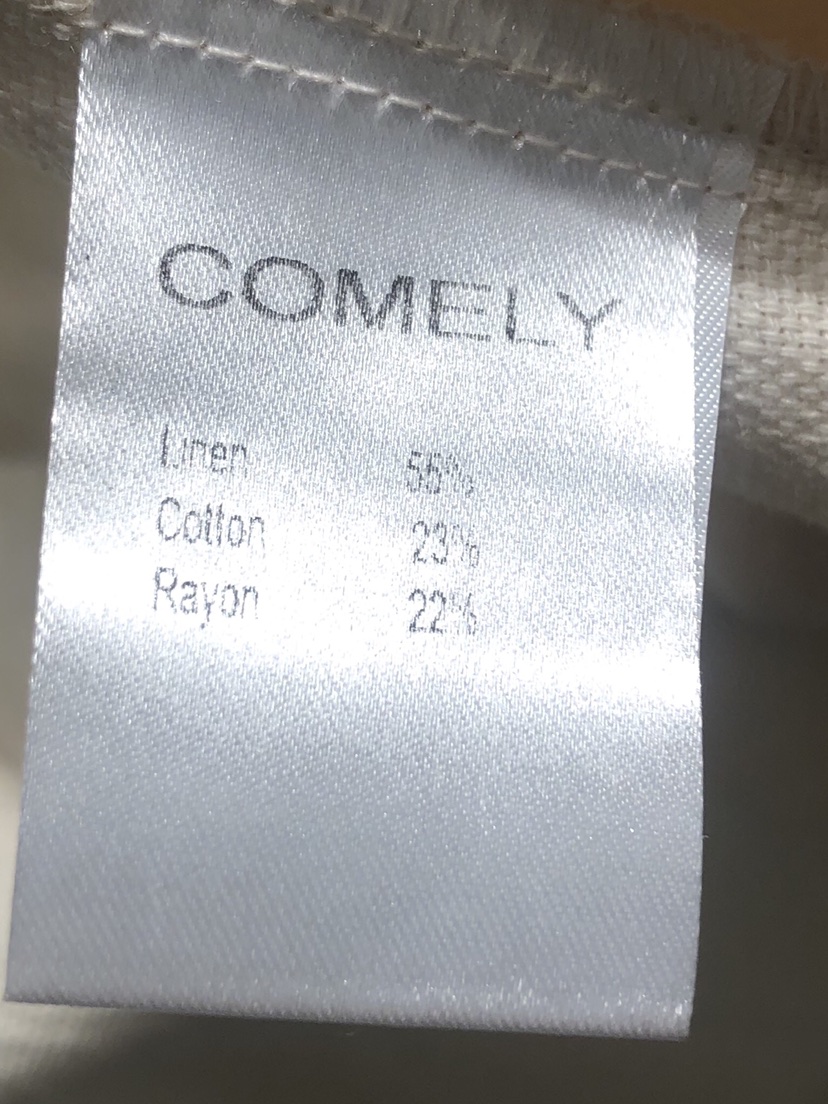 COMELY
Linen 55%
Cotton 23%
Rayon 22%